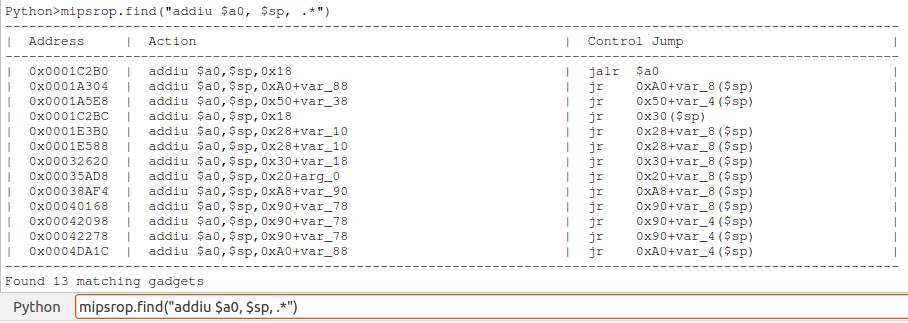 Python>mipsrop.find("addiu $a0, $sp, .*")
----------------------------------------------------------------------------------------------------------------
| Address | Action | Control Jump |
----------------------------------------------------------------------------------------------------------------
| 0x0001C2B0 | addiu $a0,$sp,0x18 | jalr $a0 |
| 0x0001A304 | addiu $a0,$sp,0xA0+var_88 | jr 0xA0+var_8($sp) |
| 0x0001A5E8 | addiu $a0,$sp,0x50+var_38 | jr 0x50+var_4($sp) |
| 0x0001C2BC | addiu $a0,$sp,0x18 | jr 0x30($sp) |
| 0x0001E3B0 | addiu $a0,$sp,0x28+var_10 | jr 0x28+var_8($sp) |
| 0x0001E588 | addiu $a0,$sp,0x28+var_10 | jr 0x28+var_8($sp) |
| 0x00032620 | addiu $a0,$sp,0x30+var_18 | jr 0x30+var_8($sp) |
| 0x00035AD8 | addiu $a0,$sp,0x20+arg_0 | jr 0x20+var_8($sp) |
| 0x00038AF4 | addiu $a0,$sp,0xA8+var_90 | jr 0xA8+var_8($sp) |
| 0x00040168 | addiu $a0,$sp,0x90+var_78 | jr 0x90+var_8($sp) |
| 0x00042098 | addiu $a0,$sp,0x90+var_78 | jr 0x90+var_4($sp) |
| 0x00042278 | addiu $a0,$sp,0x90+var_78 | jr 0x90+var_4($sp) |
| 0x0004DA1C | addiu $a0,$sp,0xA0+var_88 | jr 0xA0+var_4($sp) |
----------------------------------------------------------------------------------------------------------------
Found 13 matching gadgets
Python mipsrop.find("addiu $a0, $sp, .*")